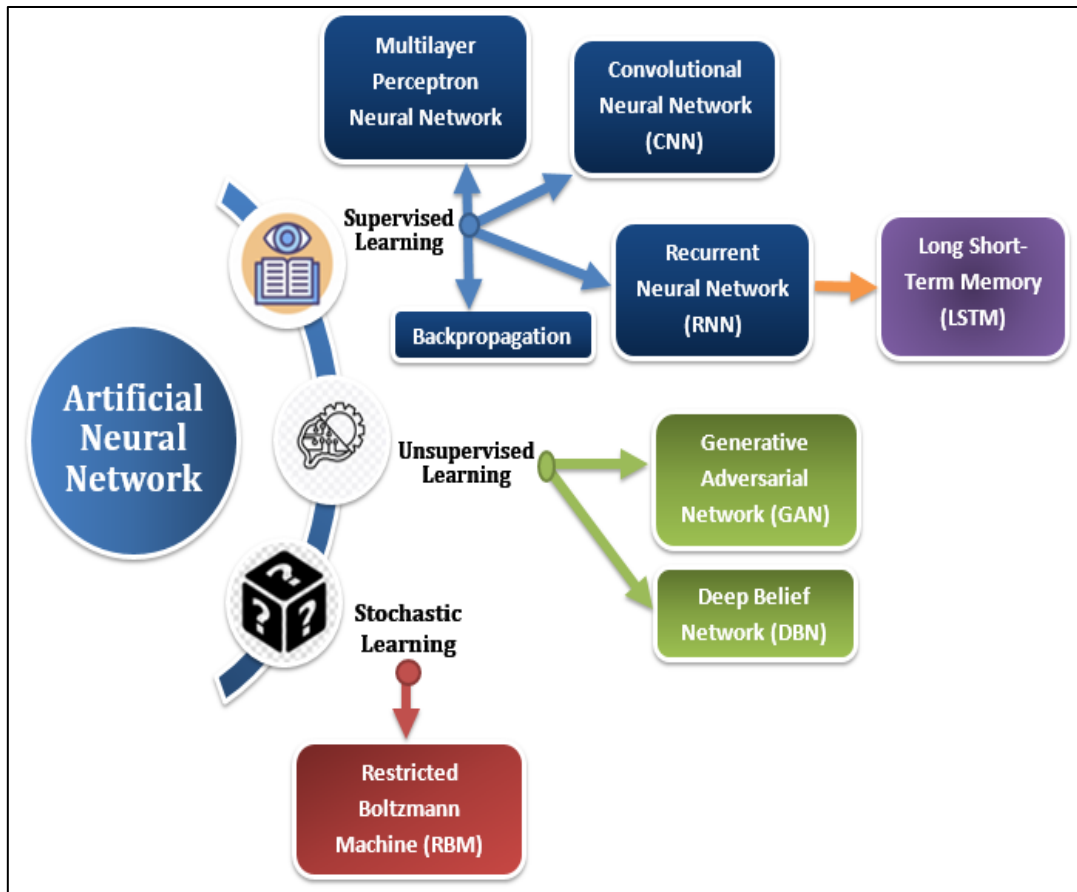 Multilayer
Perceptron
Neural Network
Convolutional
Neural Network
(CNN)
Supervised
Learning
Recurrent
Neural Network
(RNN)
Long Short-
Term Memory
(LSTM)
Backpropagation
Artificial
Neural
Network
Unsupervised
Learning
Generative
Adversarial
Network (GAN)
Deep Belief
Network (DBN)
? ? ?
Stochastic
Learning
Restricted
Boltzmann
Machine (RBM)